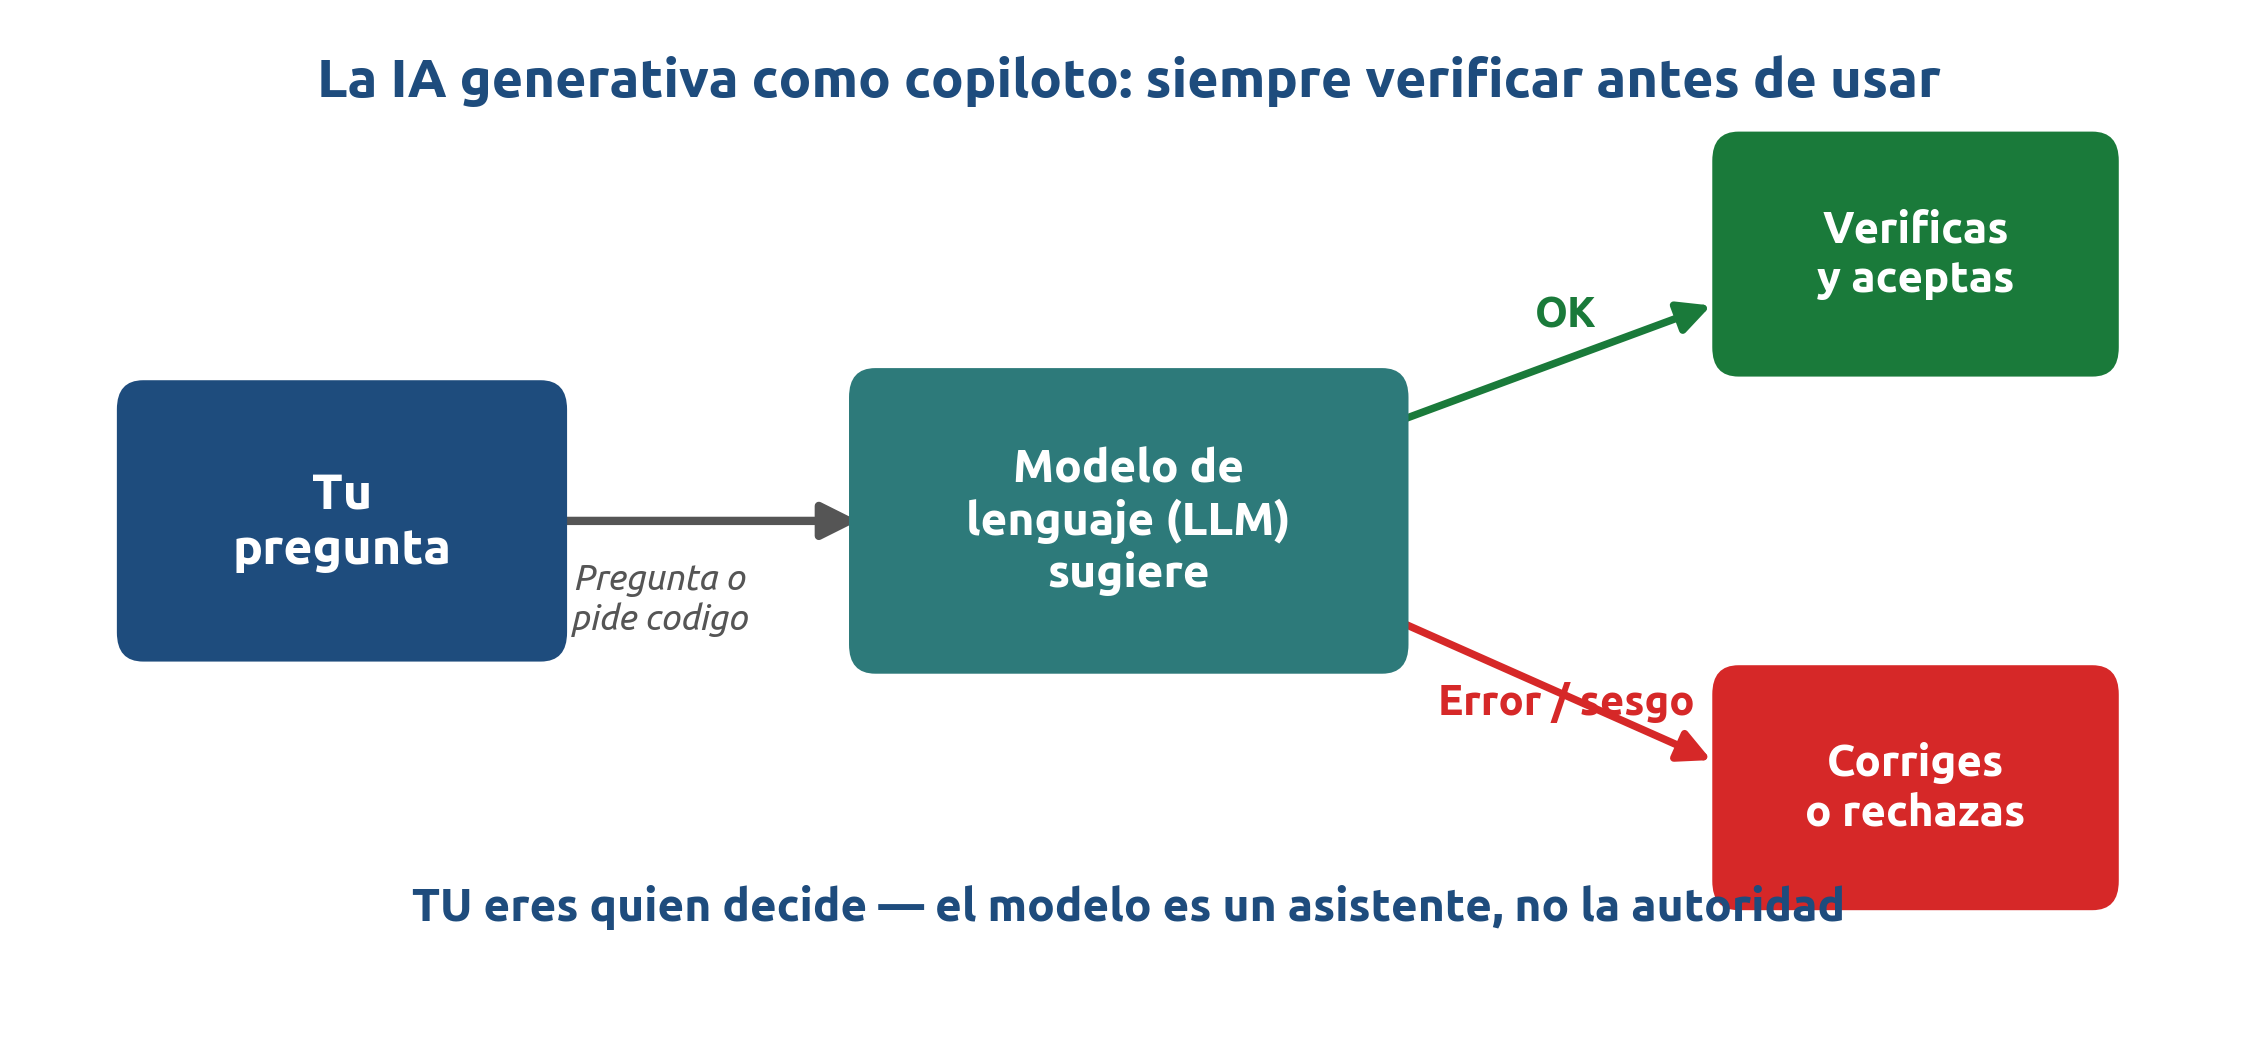 La IA generativa como copiloto: siempre verificar antes de usar
Tu
pregunta
Pregunta o
pide codigo
Modelo de
lenguaje (LLM)
sugiere
OK
Verificas
y aceptas
Error / sesgo
Corriges
o rechazas
TU eres quien decide — el modelo es un asistente, no la autoridad